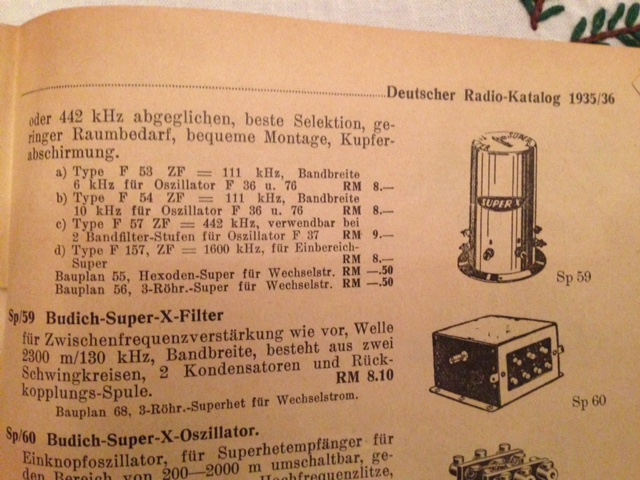 Deutscher Radio-Katalog 1935/36
oder 442 kHz abgeglichen, beste Selektion, ge-
ringer Raumbedarf, bequeme Montage, Kupfer-
abschirmung.
a) Type F 53 ZF = 111 kHz, Bandbreite
6 kHz für Oszillator F 36 u. 76 RM 8.—
b) Type F 54 ZF = 111 kHz, Bandbreite
10 kHz für Oszillator F 36 u. 76 RM 8.—
c) Type F 57 ZF = 442 kHz, verwendbar bei
2 Bandfilter-Stufen für Oszillator F 37 RM 9.—
d) Type F 157, ZF = 1600 kHz, für Einbereich-
Super RM 8.—
Bauplan 55, Hexoden-Super für Wechselstr. RM —.50
Bauplan 56, 3-Röhr.-Super für Wechselstr. RM —.50
SUPER X
Sp 59
Sp/59 Budich-Super-X-Filter
für Zwischenfrequenzverstärkung wie vor, Welle
2300 m/130 kHz, Bandbreite, besteht aus zwei
Schwingkreisen, 2 Kondensatoren und Rück-
kopplungs-Spule. RM 8.10
Bauplan 68, 3-Röhr.-Superhet für Wechselstrom.
Sp 60
Sp/60 Budich-Super-X-Oszillator.
Einknopfoszillator, für Superhetempfänger für
den Bereich von 200—2000 m umschaltbar, ge-
Hochfrequenzlitze,